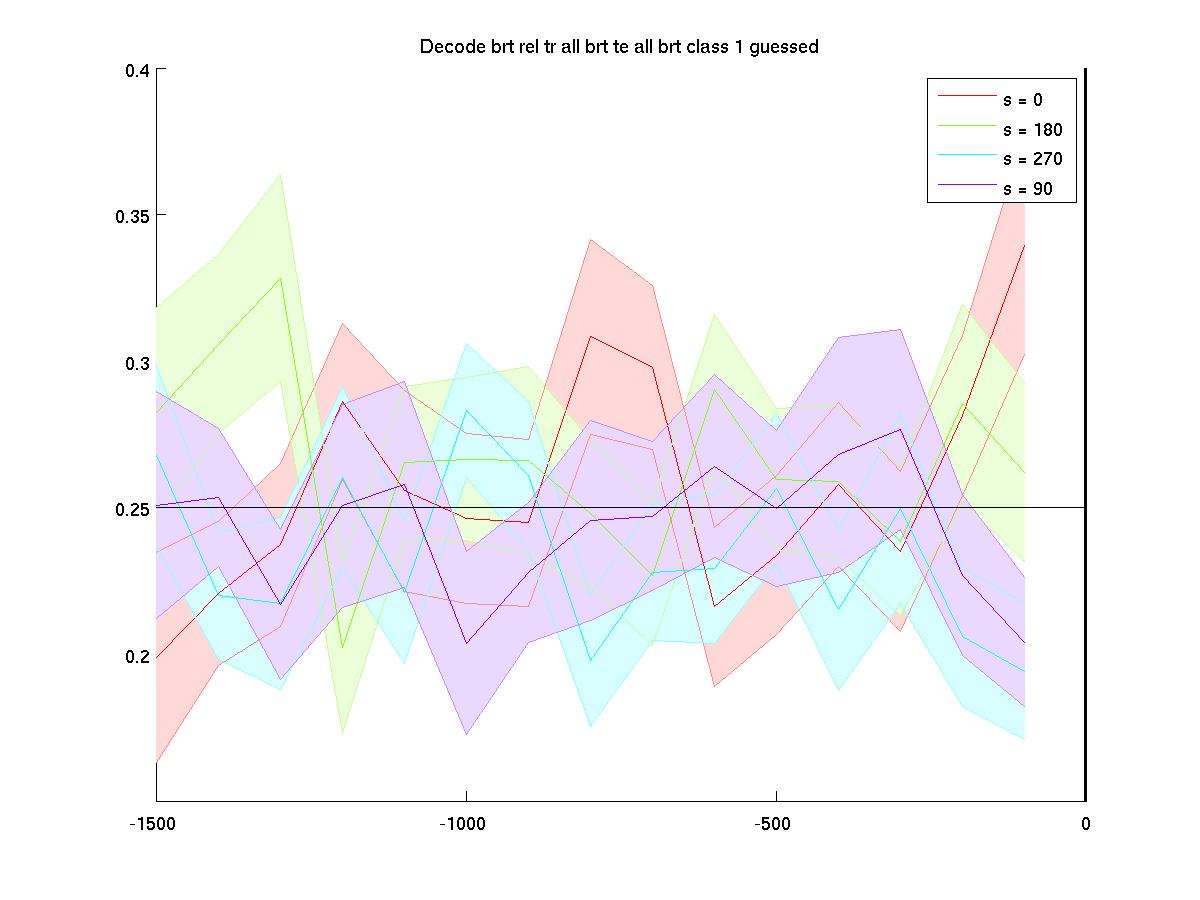 Decode brt rel tr all brt te all brt class 1 guessed
0.4
s = 0
s = 180
s = 270
s = 90
0.35
0.3
0.25
0.2
-1500
-1000
-500
0